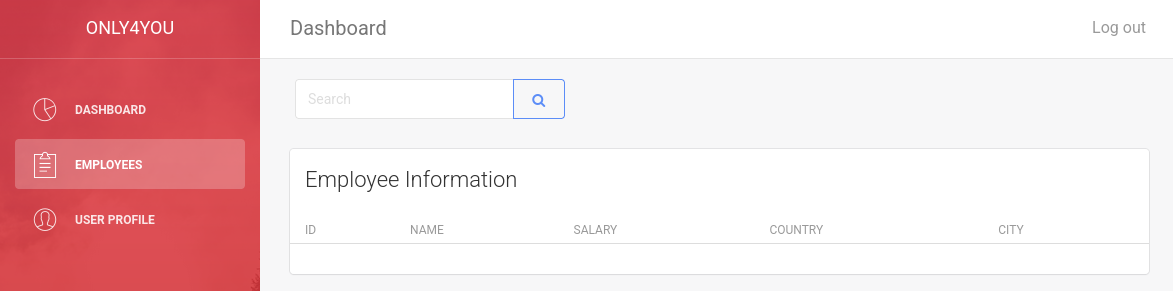 ONLY4YOU
Dashboard
Log out
DASHBOARD
EMPLOYEES
USER PROFILE
Search
Employee Information
ID NAME SALARY COUNTRY CITY